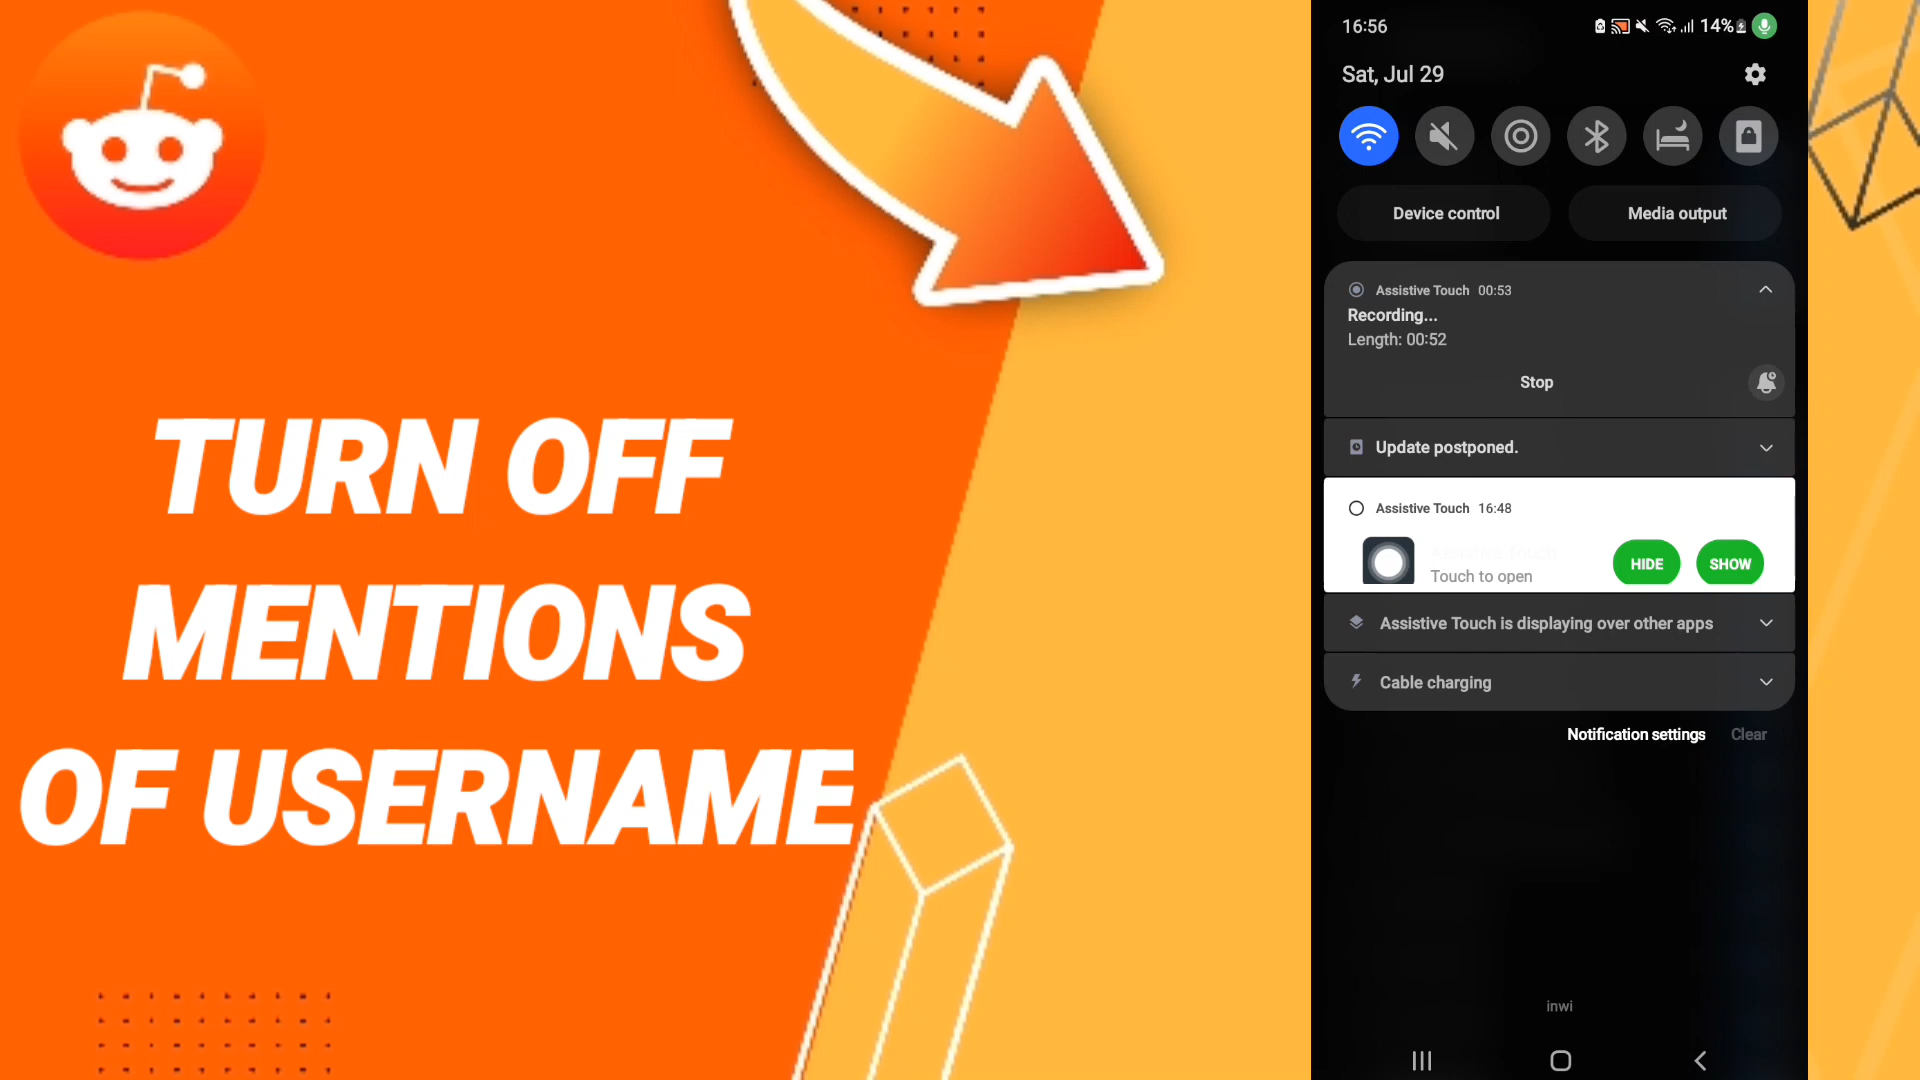 TURN OFF
MENTIONS
OF USERNAME
16:56
14%
Sat, Jul 29
Device control
Media output
Assistive Touch 00:53
Recording...
Length: 00:52
Stop
Update postponed.
Assistive Touch 16:48
Assistive Touch
Touch to open
HIDE
SHOW
Assistive Touch is displaying over other apps
Cable charging
Notification settings
Clear
inwi